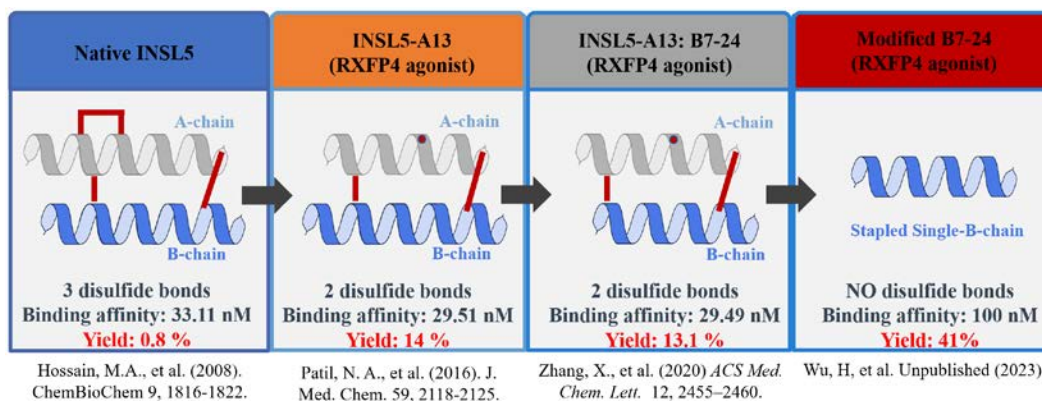 Native INSL5
A-chain
B-chain
3 disulfide bonds
Binding affinity: 33.11 nM
Yield: 0.8 %
Hossain, M.A., et al. (2008).
ChemBioChem 9, 1816-1822.
INSL5-A13
(RXFP4 agonist)
A-chain
B-chain
2 disulfide bonds
Binding affinity: 29.51 nM
Yield: 14 %
Patil, N. A., et al. (2016). J.
Med. Chem. 59, 2118-2125.
INSL5-A13: B7-24
(RXFP4 agonist)
A-chain
B-chain
2 disulfide bonds
Binding affinity: 29.49 nM
Yield: 13.1 %
Zhang, X., et al. (2020) ACS Med.
Chem. Lett. 12, 2455–2460.
Modified B7-24
(RXFP4 agonist)
Stapled Single-B-chain
NO disulfide bonds
Binding affinity: 100 nM
Yield: 41%
Wu, H, et al. Unpublished (2023)